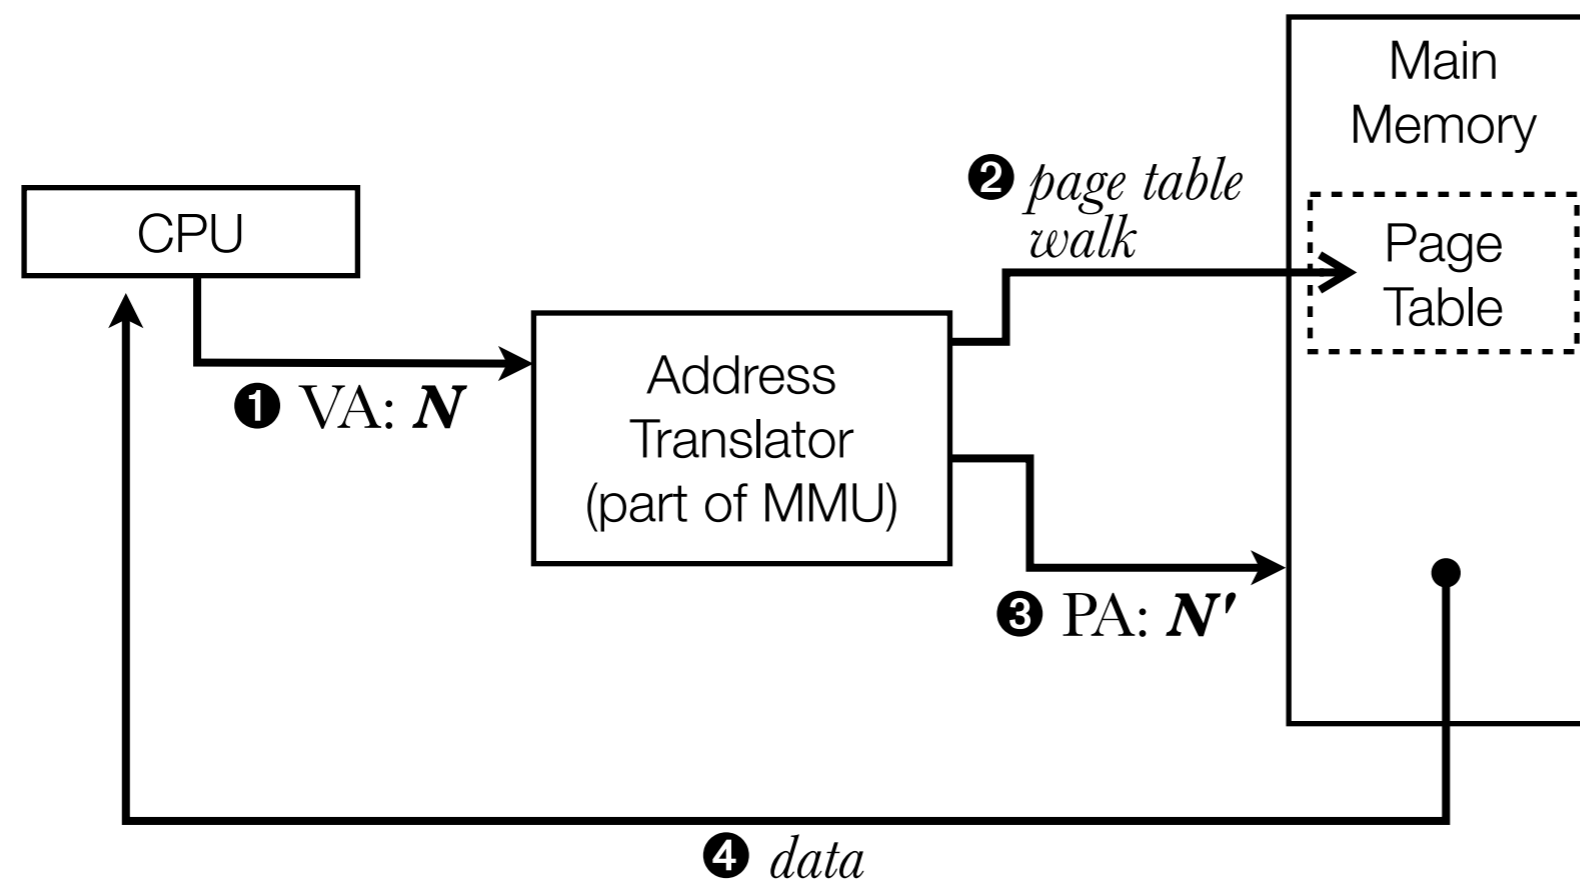 Main
Memory
❷ page table
walk
CPU
Page
Table
❶ VA: N
Address
Translator
(part of MMU)
❸ PA: N'
❹ data